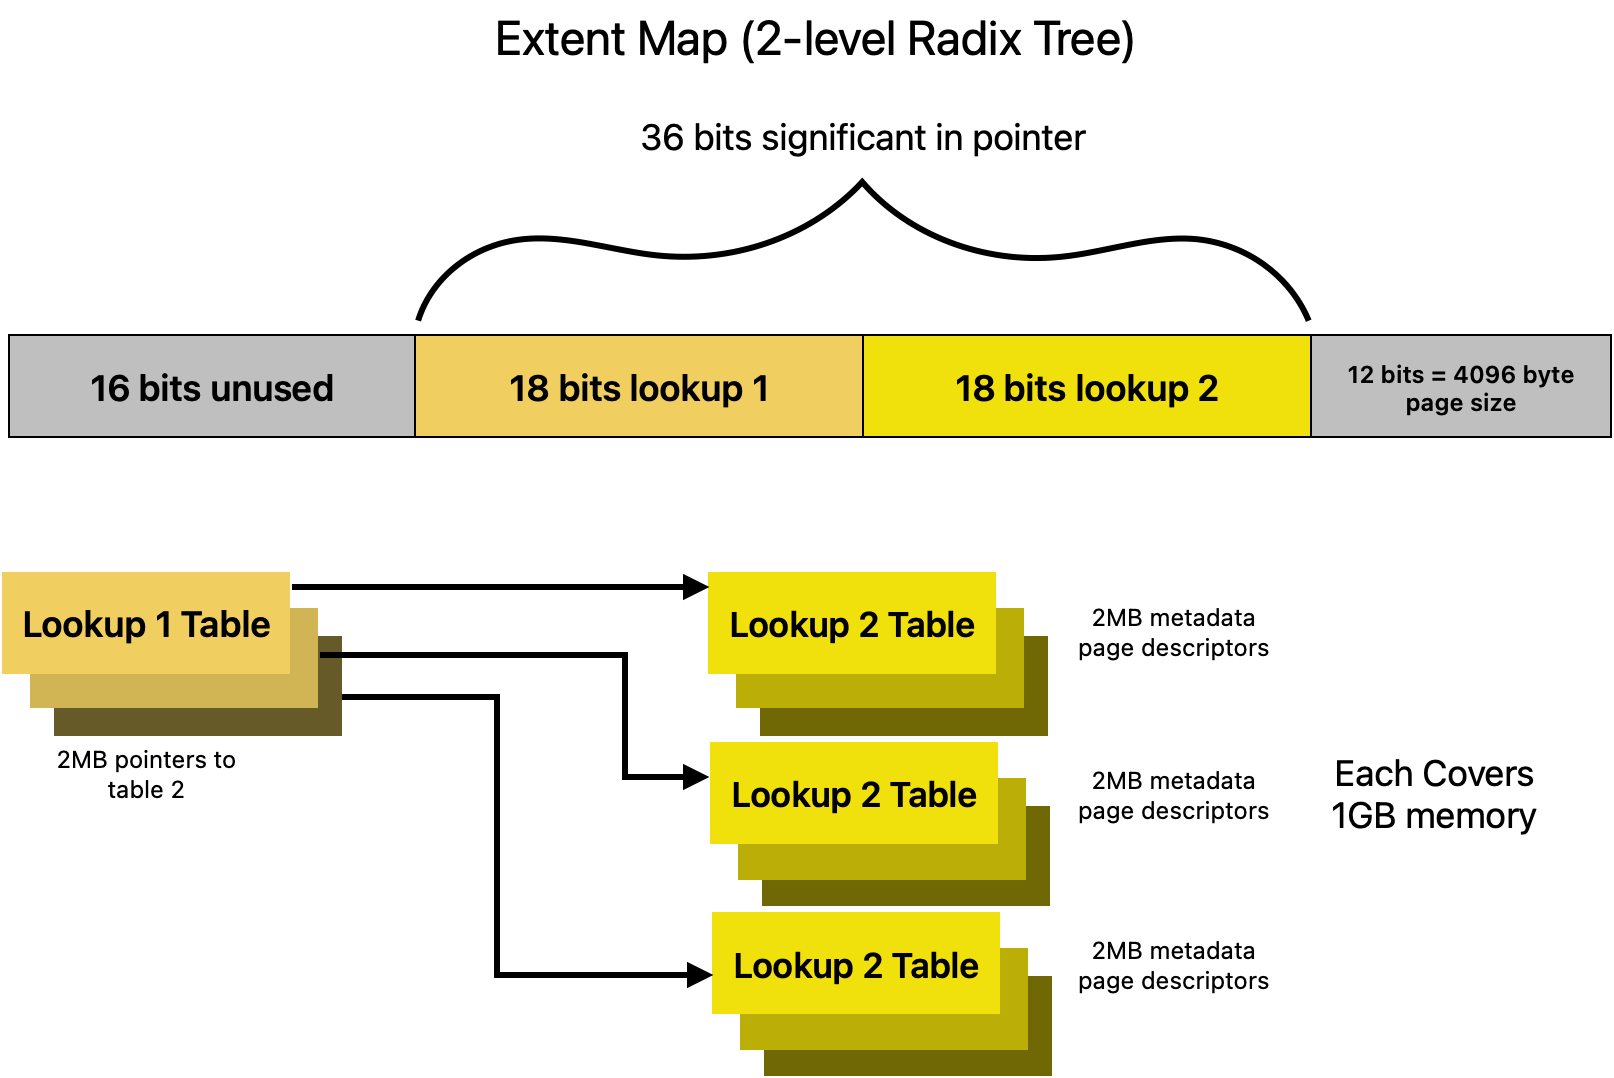 Extent Map (2-level Radix Tree)
36 bits significant in pointer
16 bits unused
18 bits lookup 1
18 bits lookup 2
12 bits = 4096 byte
page size
Lookup 1 Table
2MB pointers to
table 2
Lookup 2 Table
2MB metadata
page descriptors
Lookup 2 Table
2MB metadata
page descriptors
Each Covers
1GB memory
Lookup 2 Table
2MB metadata
page descriptors